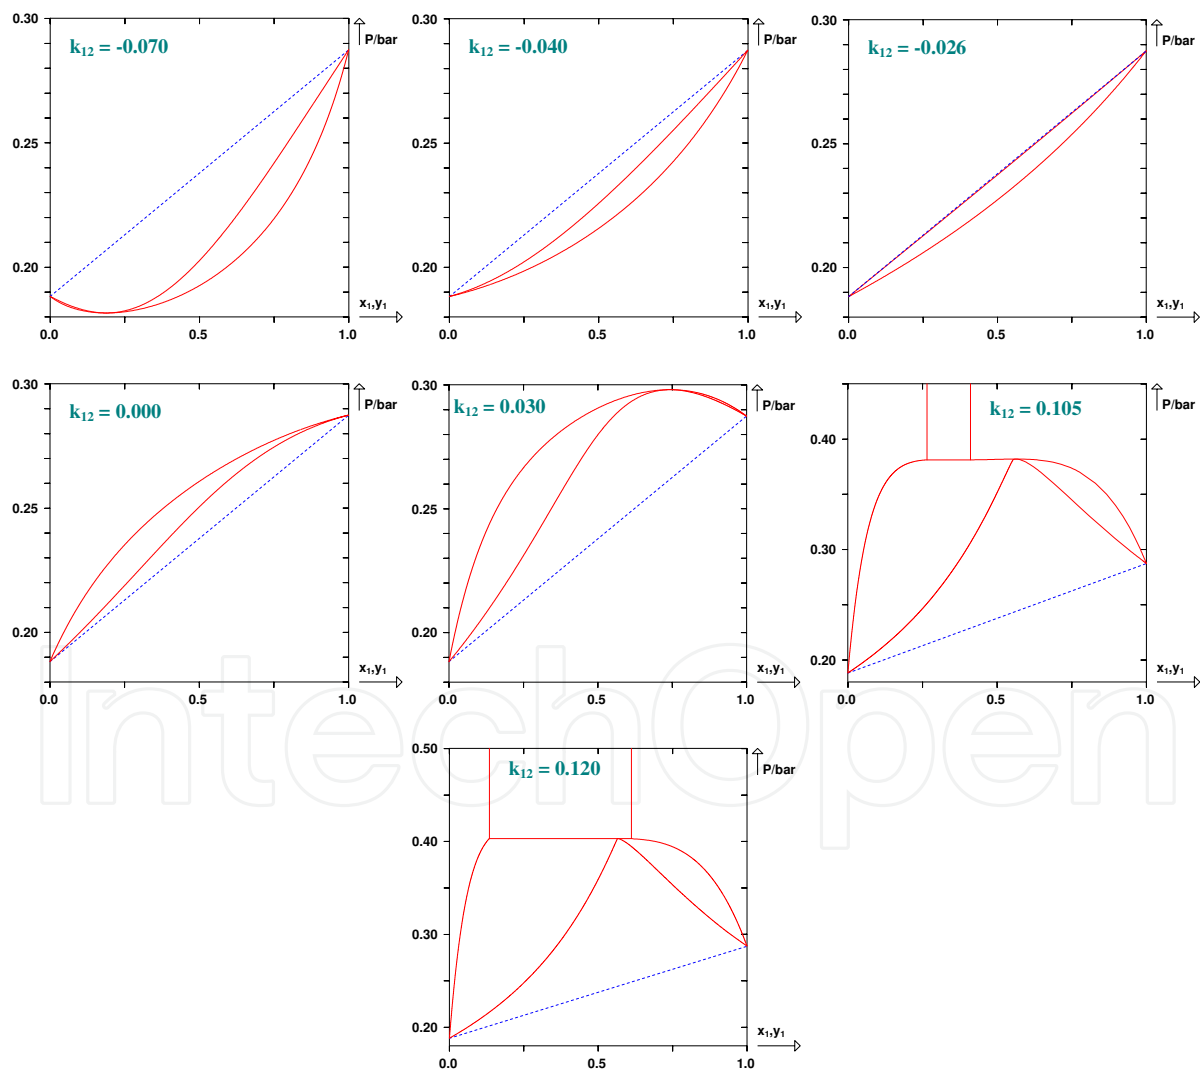 0.30
P/bar
k12 = -0.070
0.25
0.20
x1,y1
0.0
0.5
1.0
0.30
P/bar
k12 = -0.040
0.25
0.20
x1,y1
0.0
0.5
1.0
0.30
P/bar
k12 = -0.026
0.25
0.20
x1,y1
0.0
0.5
1.0
0.30
P/bar
k12 = 0.000
0.25
0.20
x1,y1
0.0
0.5
1.0
0.30
P/bar
k12 = 0.030
0.25
0.20
x1,y1
0.0
0.5
1.0
P/bar
k12 = 0.105
0.40
0.30
0.20
x1,y1
0.0
0.5
1.0
IntechOpen
0.50
P/bar
k12 = 0.120
0.40
0.30
0.20
x1,y1
0.0
0.5
1.0